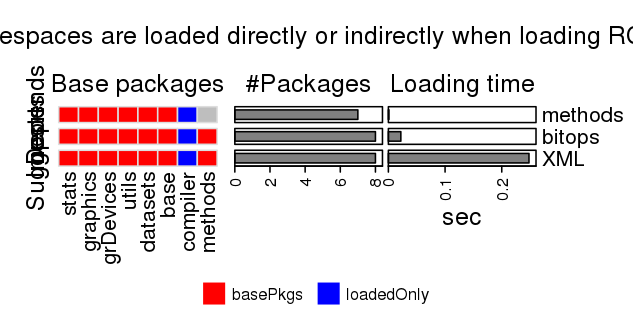 espaces are loaded directly or indirectly when loading RC
Base packages
#Packages
Loading time
methods
bitops
XML
stats
graphics
grDevices
utils
datasets
base
compiler
methods
0 2 4 6 8
0 0.1 0.2
sec
basePkgs
loadedOnly